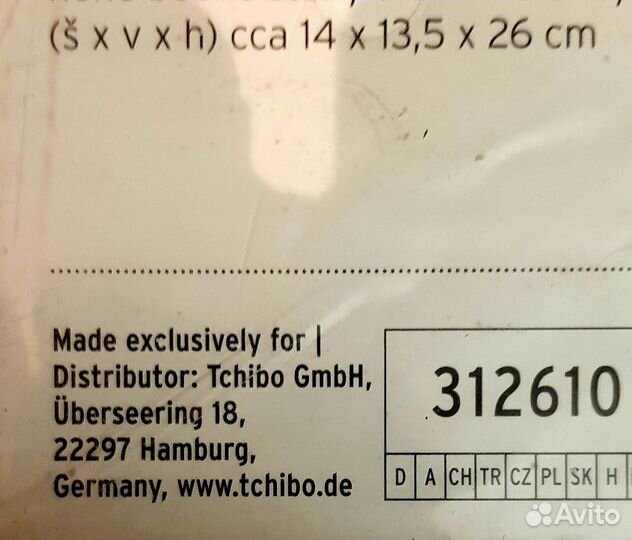 (š x v x h) cca 14 x 13,5 x 26 cm
Made exclusively for |
Distributor: Tchibo GmbH,
Überseering 18,
22297 Hamburg,
Germany, www.tchibo.de
312610
D A CH TR CZ PL SK H
Avito